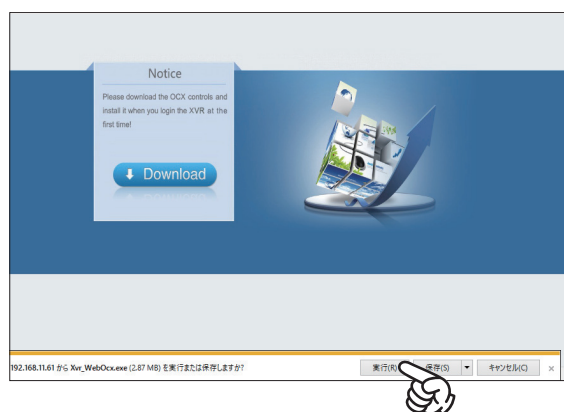 Notice
Please download the OCX controls and
install it when you login the XVR at the
first time!
Download
192.168.11.61 から Xvr_WebOcx.exe (2.87 MB) を実行または保存しますか?
実行(R)
保存(S)
キャンセル(C)